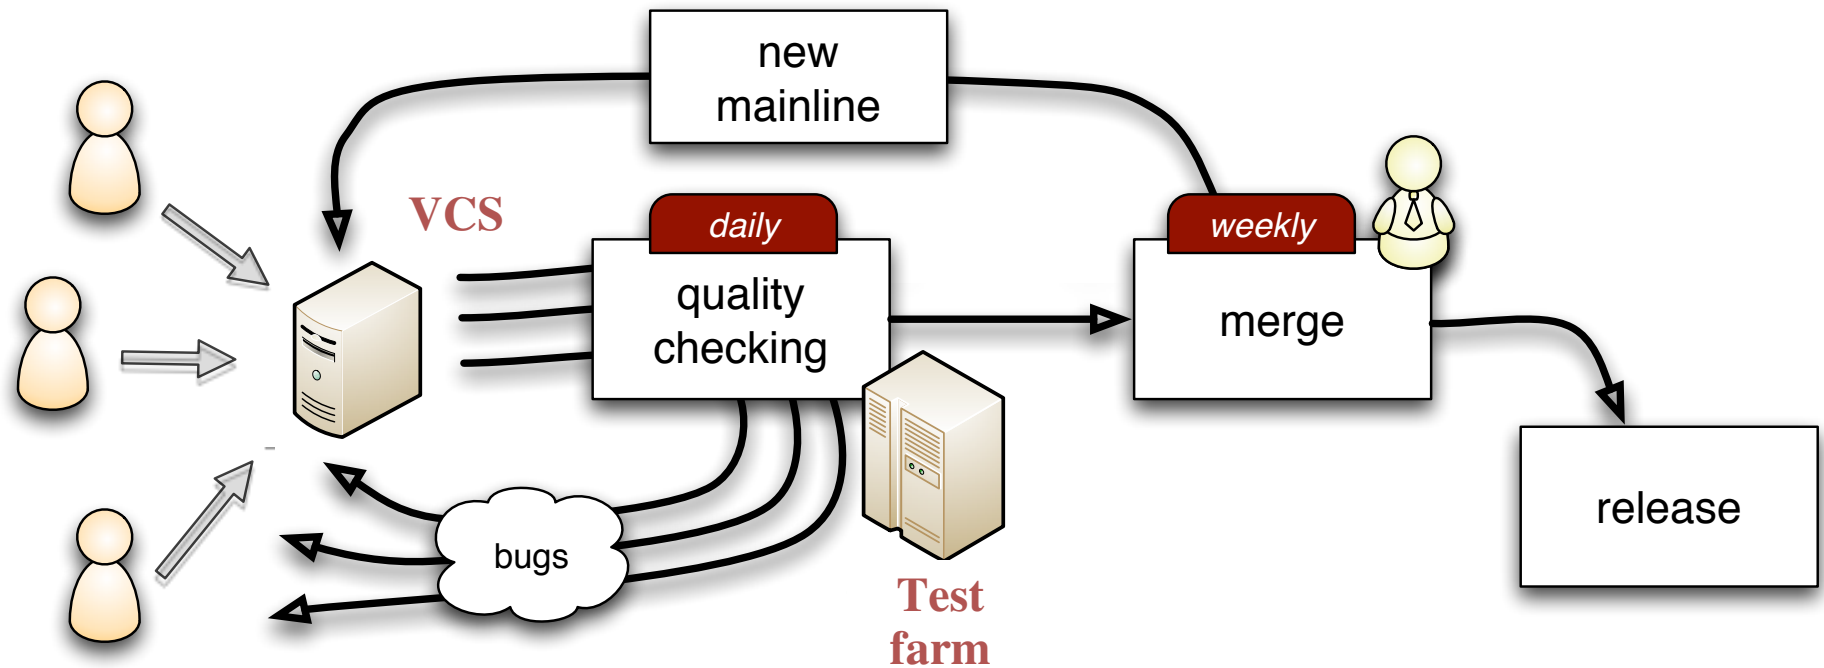 new
mainline
VCS
daily
weekly
quality
checking
merge
release
bugs
Test
farm